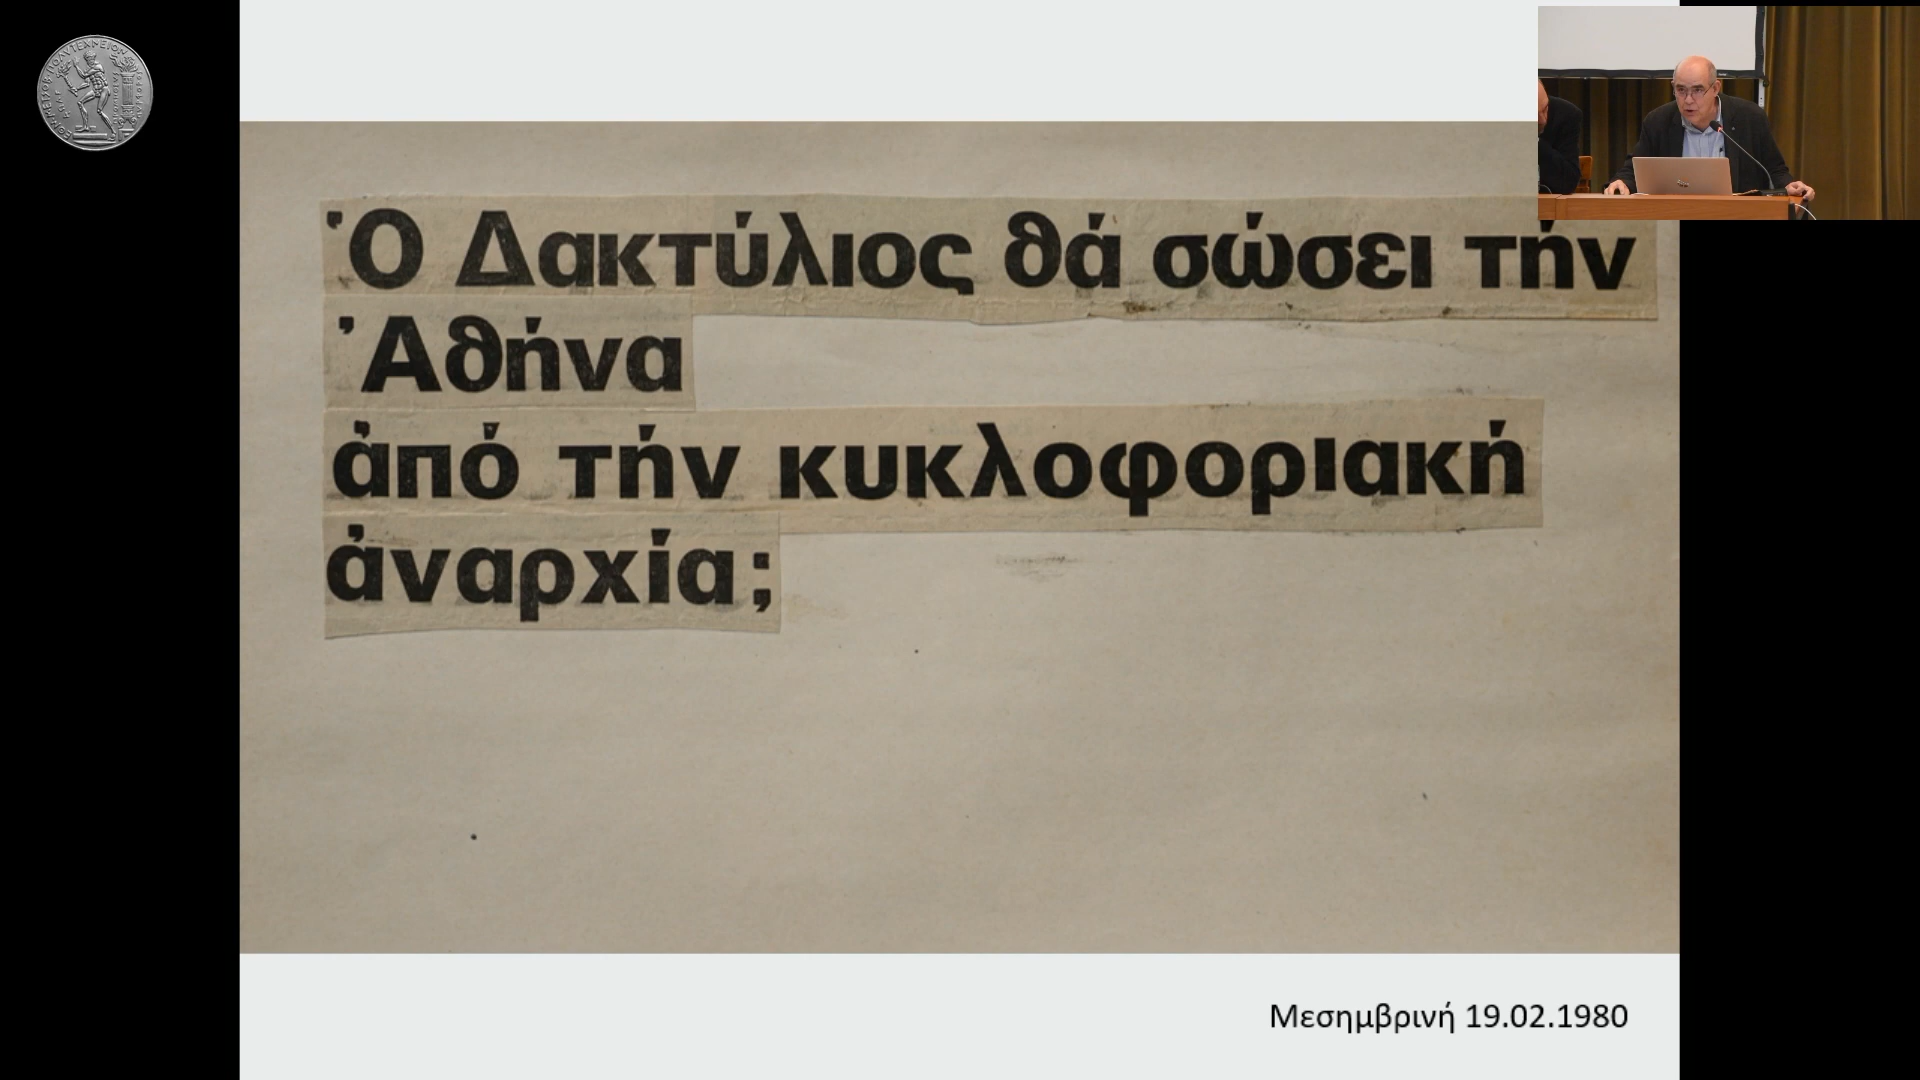 Ὁ Δακτύλιος θά σώσει τήν
Ἀθήνα
ἀπό τήν κυκλοφοριακή
ἀναρχία;
Μεσημβρινή 19.02.1980